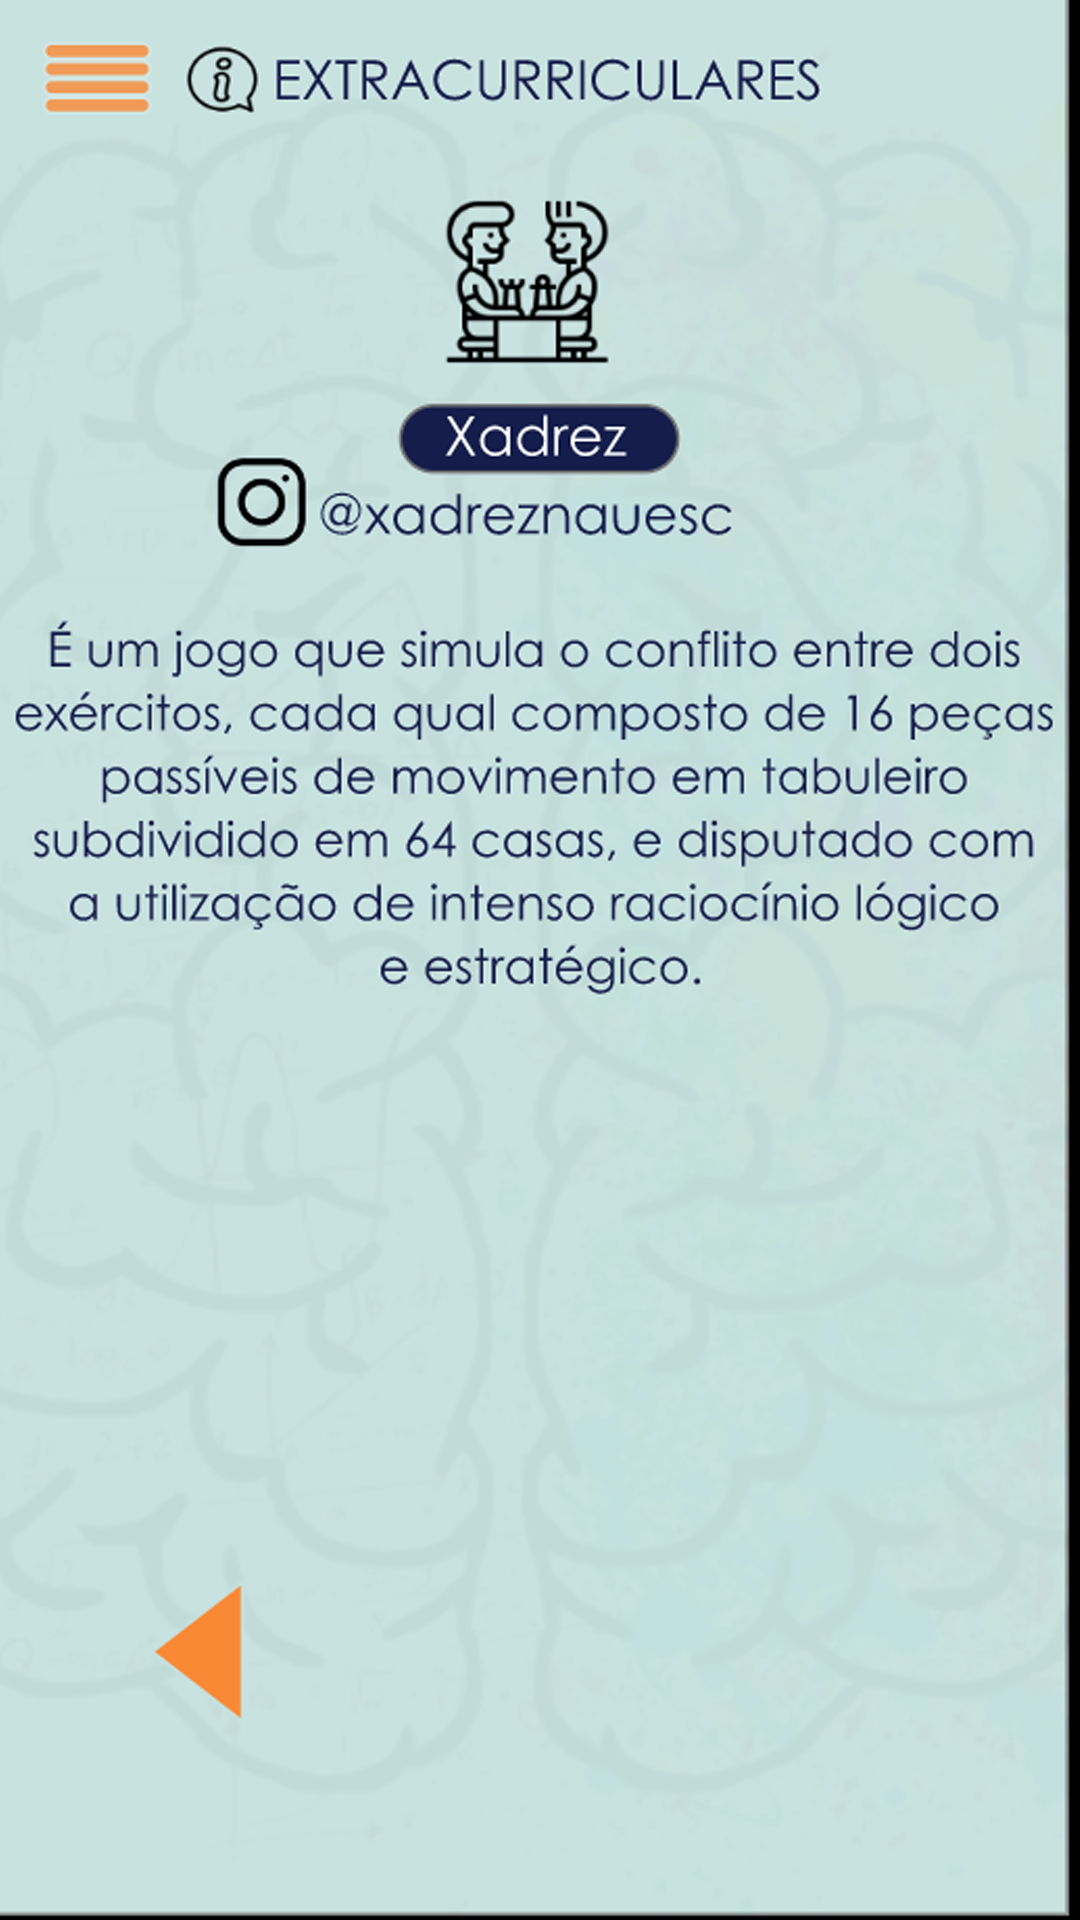 EXTRACURRICULARES
Xadrez
@xadreznauesc
É um jogo que simula o conflito entre dois
exércitos, cada qual composto de 16 peças
passíveis de movimento em tabuleiro
subdividido em 64 casas, e disputado com
a utilização de intenso raciocínio lógico
e estratégico.